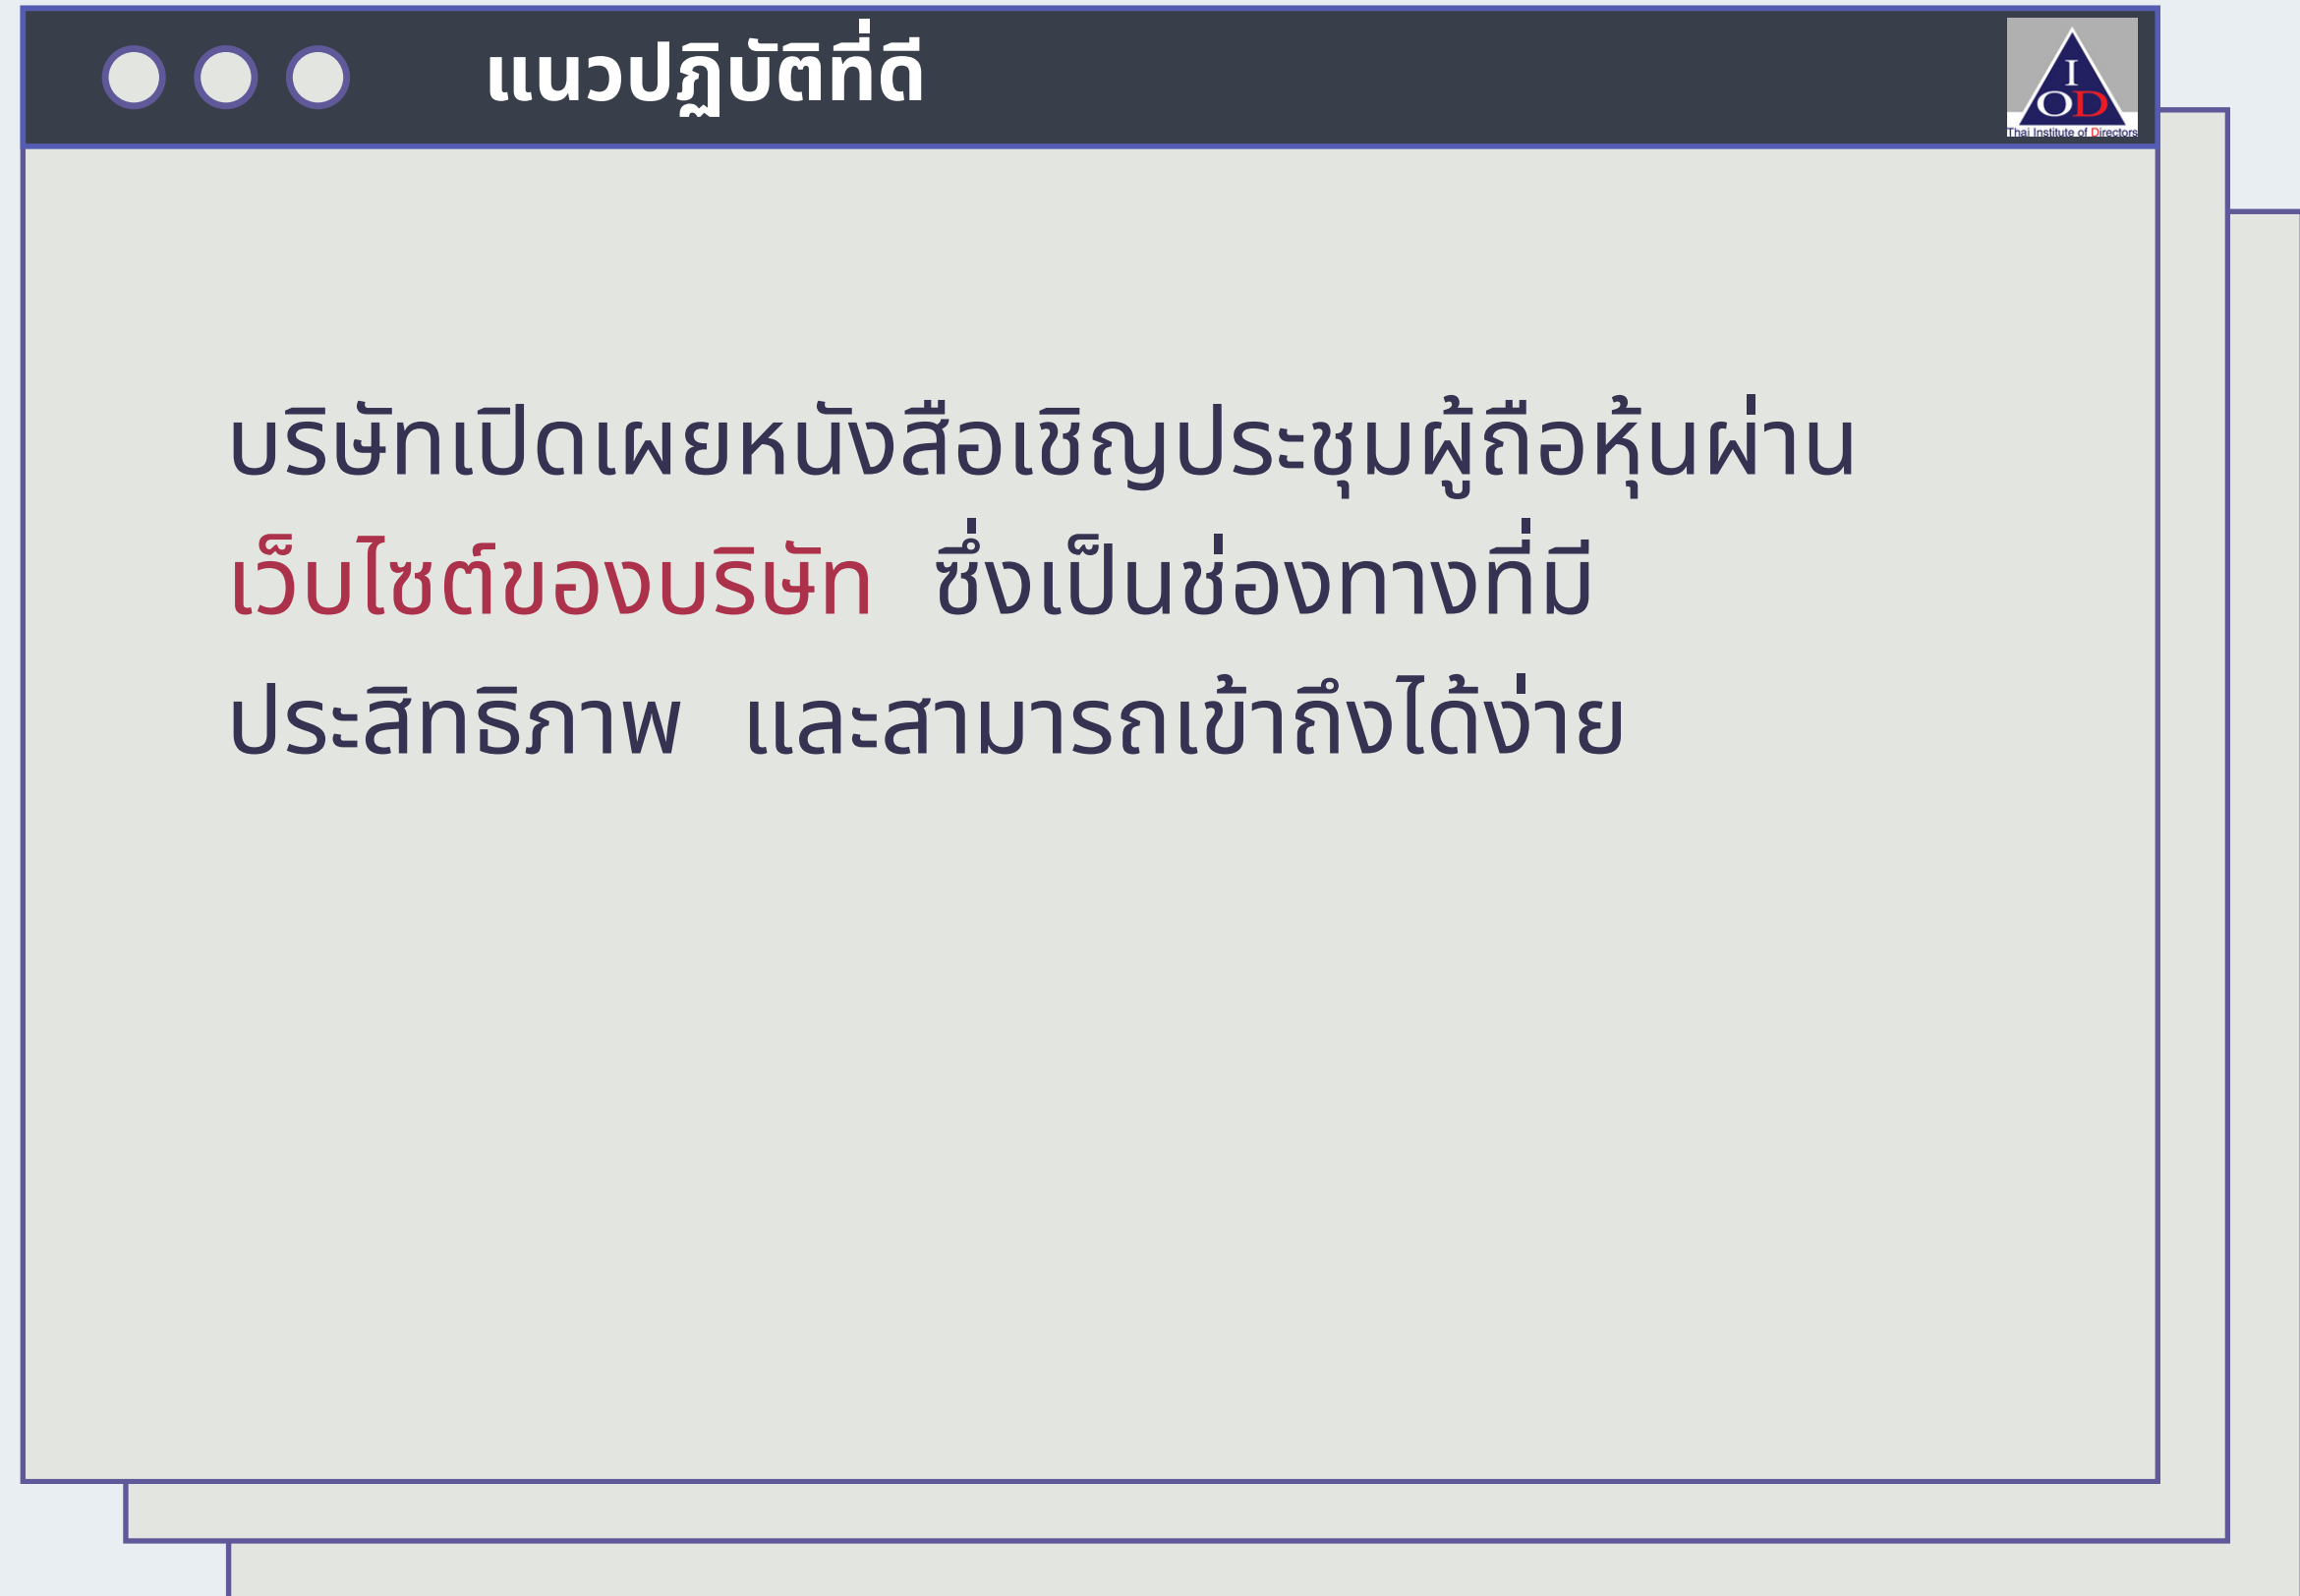 แนวปฏิบัติที่ดี
I
OD
Thai Institute of Directors
บริษัทเปิดเผยหนังสือเชิญประชุมผู้ถือหุ้นผ่าน
เว็บไซต์ของบริษัท ซึ่งเป็นช่องทางที่มี
ประสิทธิภาพ และสามารถเข้าถึงได้ง่าย